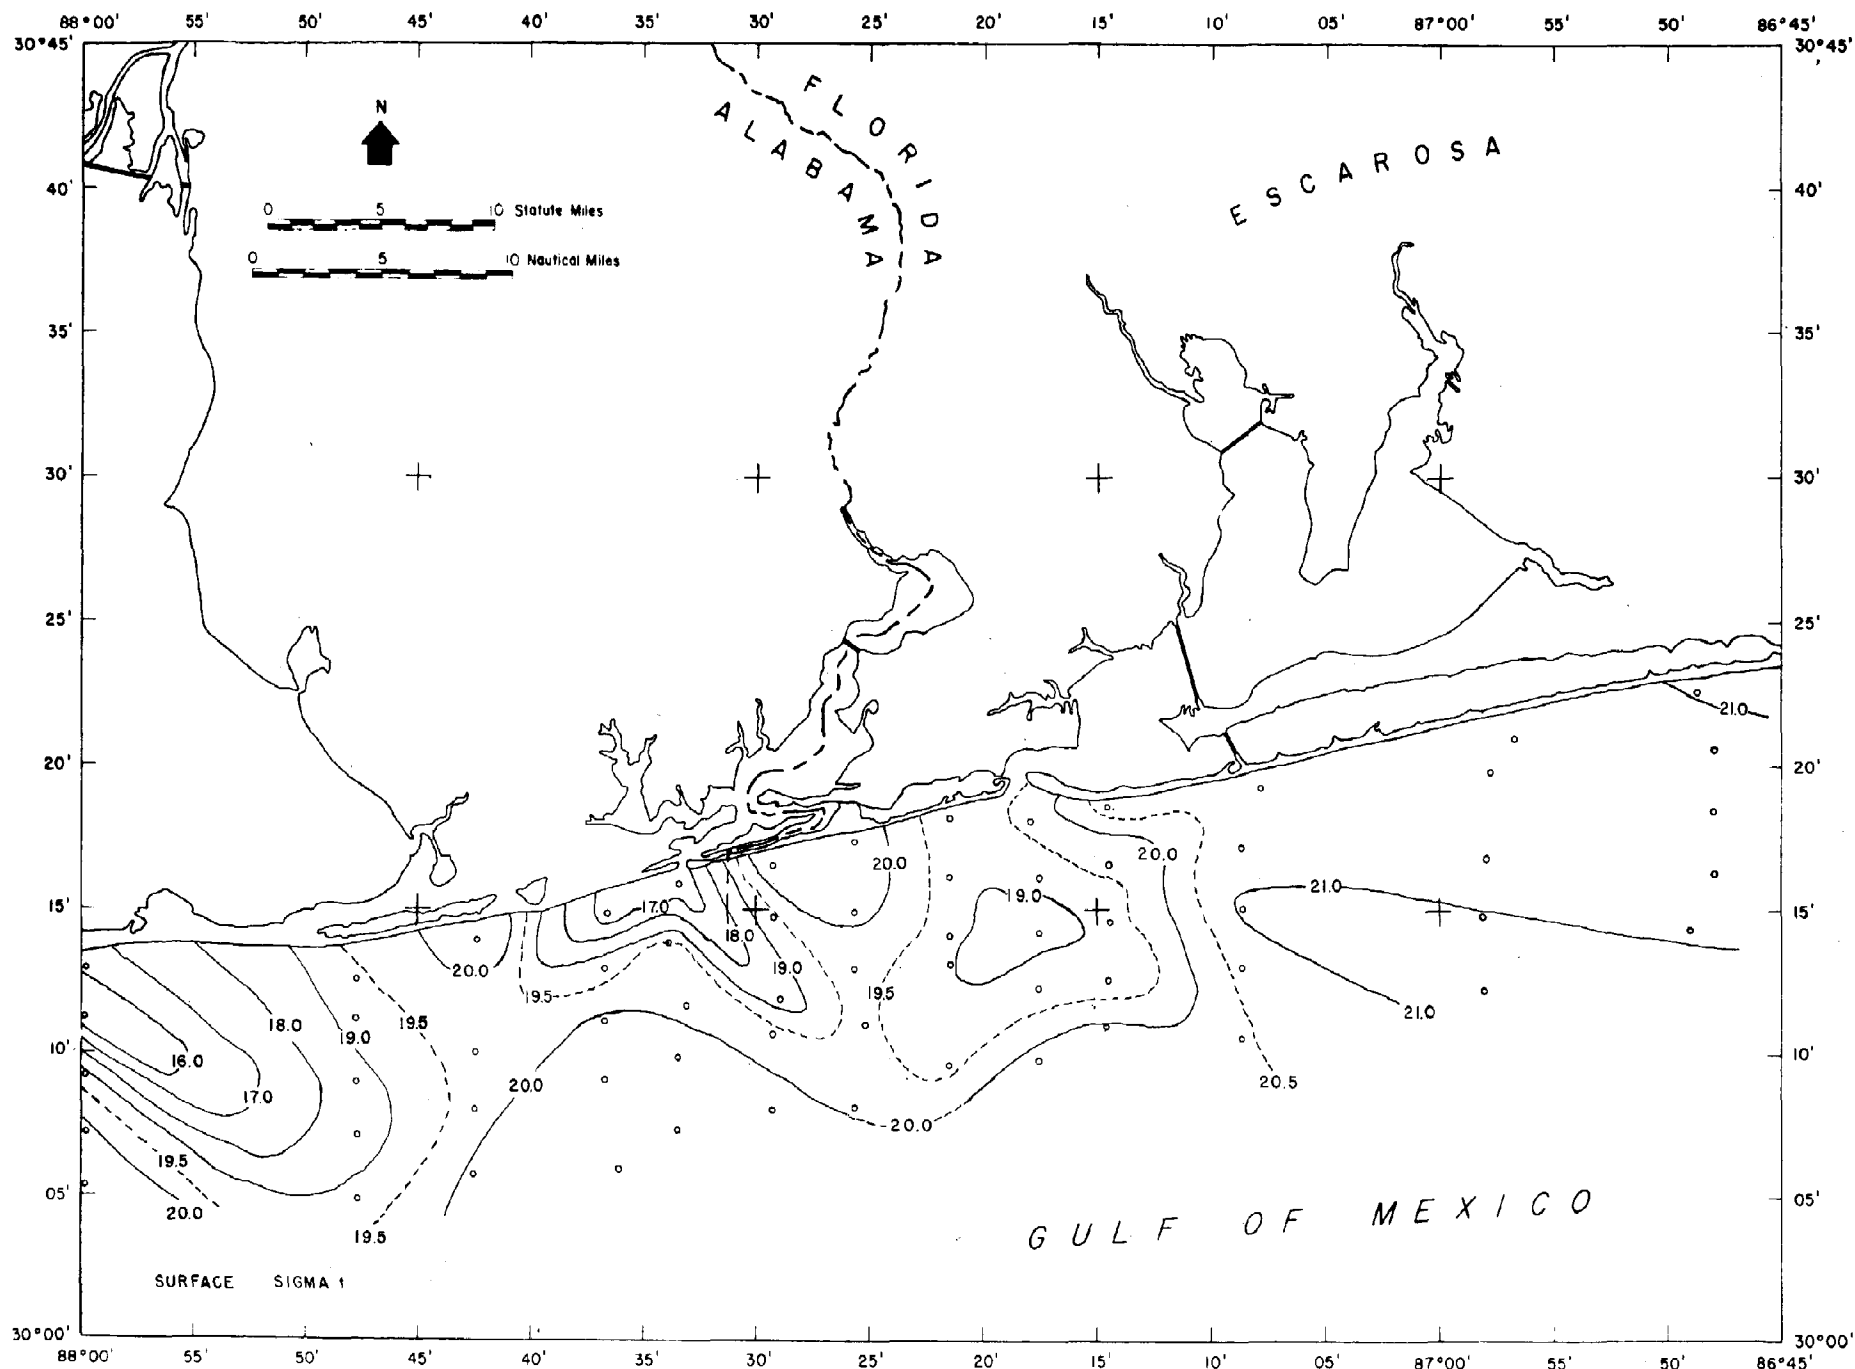 88°00' 55' 50' 45' 40' 35' 30' 25' 20' 15' 10' 05' 87°00' 55' 50' 86°45'
30°45' 30°45'
FLORIDA
ALABAMA
ESCAROSA
N
40' 40'
0 5 10 Statute Miles
0 5 10 Nautical Miles
35' 35'
30' 30'
25' 25'
21.0
20' 20'
20.0 20.0
15' 17.0 19.0 21.0 15'
18.0
20.0 19.0
19.5 19.5
18.0 19.5 21.0
19.0
10' 16.0 10'
20.0 20.5
17.0
20.0
19.5
05' 05'
20.0
19.5
GULF OF MEXICO
SURFACE SIGMA t
30°00' 30°00'
88°00' 55' 50' 45' 40' 35' 30' 25' 20' 15' 10' 05' 87°00' 55' 50' 86°45'